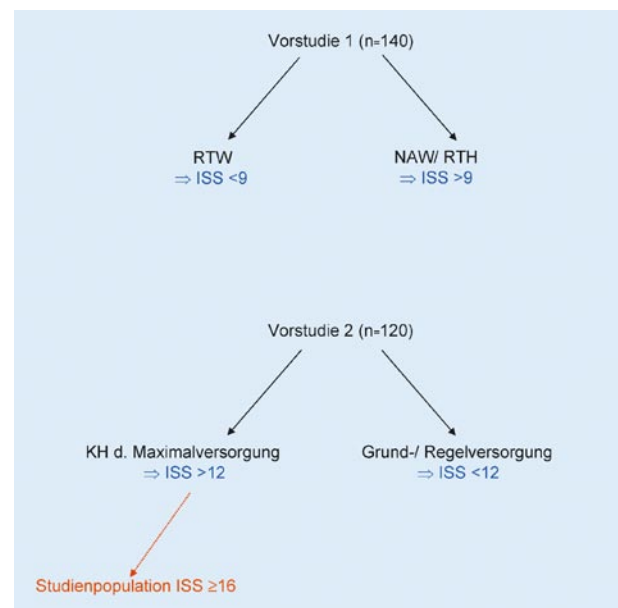 Vorstudie 1 (n=140)
RTW
⇒ ISS <9
NAW/ RTH
⇒ ISS >9
Vorstudie 2 (n=120)
KH d. Maximalversorgung
⇒ ISS >12
Grund-/ Regelversorgung
⇒ ISS <12
Studienpopulation ISS ≥16